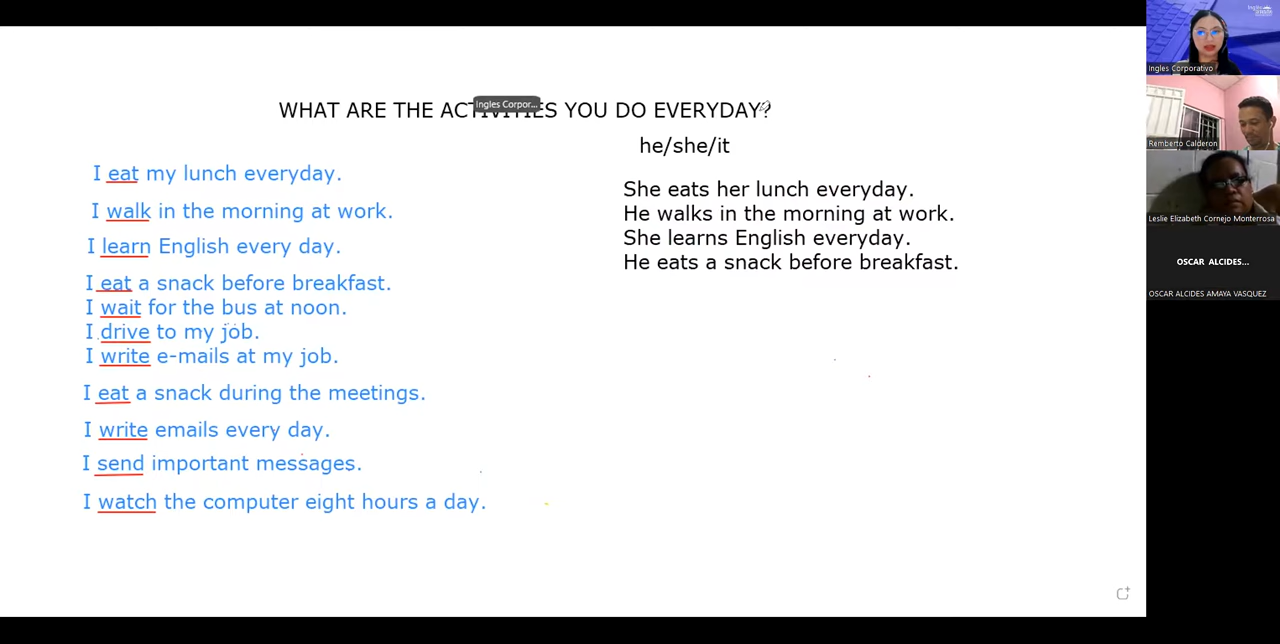 WHAT ARE THE ACTIVITIES YOU DO EVERYDAY?
Ingles Corpor...
he/she/it
I eat my lunch everyday.
I walk in the morning at work.
I learn English every day.
I eat a snack before breakfast.
I wait for the bus at noon.
I drive to my job.
I write e-mails at my job.
I eat a snack during the meetings.
I write emails every day.
I send important messages.
I watch the computer eight hours a day.
She eats her lunch everyday.
He walks in the morning at work.
She learns English everyday.
He eats a snack before breakfast.
Ingles Corporativo
Remberto Calderon
Leslie Elizabeth Cornejo Monterrosa
OSCAR ALCIDES...
OSCAR ALCIDES AMAYA VASQUEZ